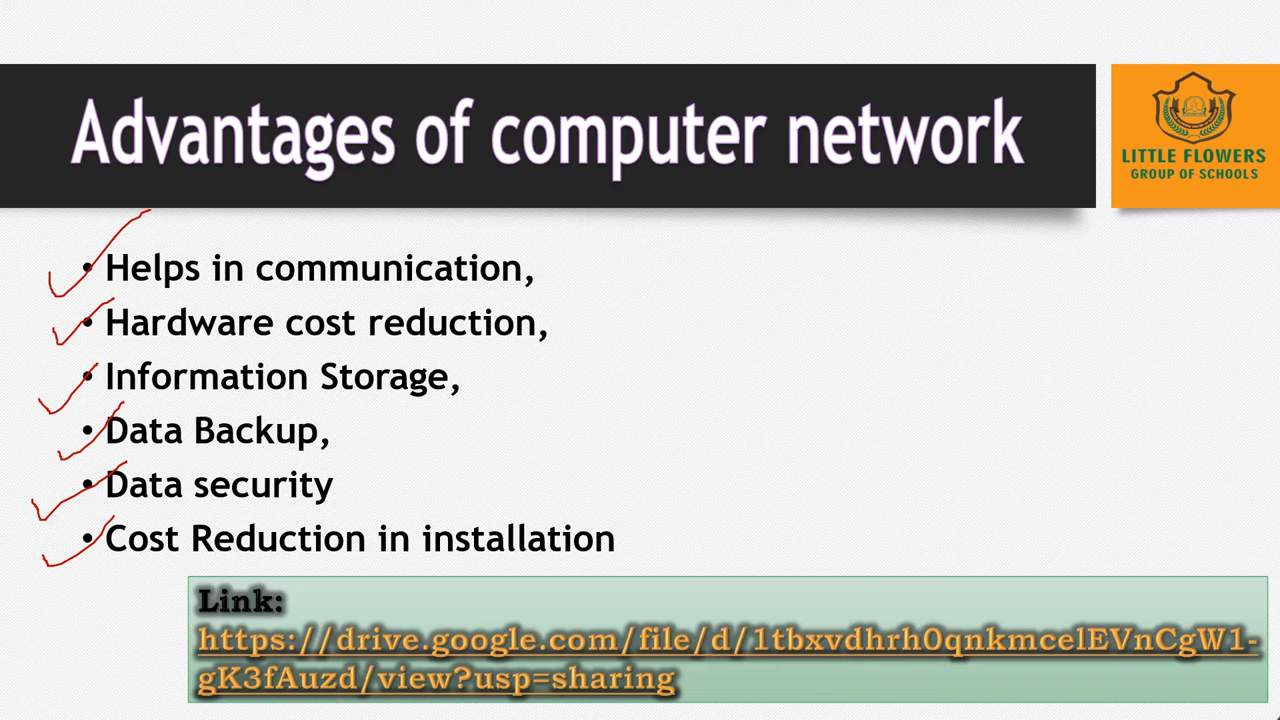 Advantages of computer network
LITTLE FLOWERS
GROUP OF SCHOOLS
• Helps in communication,
• Hardware cost reduction,
• Information Storage,
• Data Backup,
• Data security
• Cost Reduction in installation
Link:
https://drive.google.com/file/d/1tbxvdhrh0qnkmcelEVnCgW1-
gK3fAuzd/view?usp=sharing